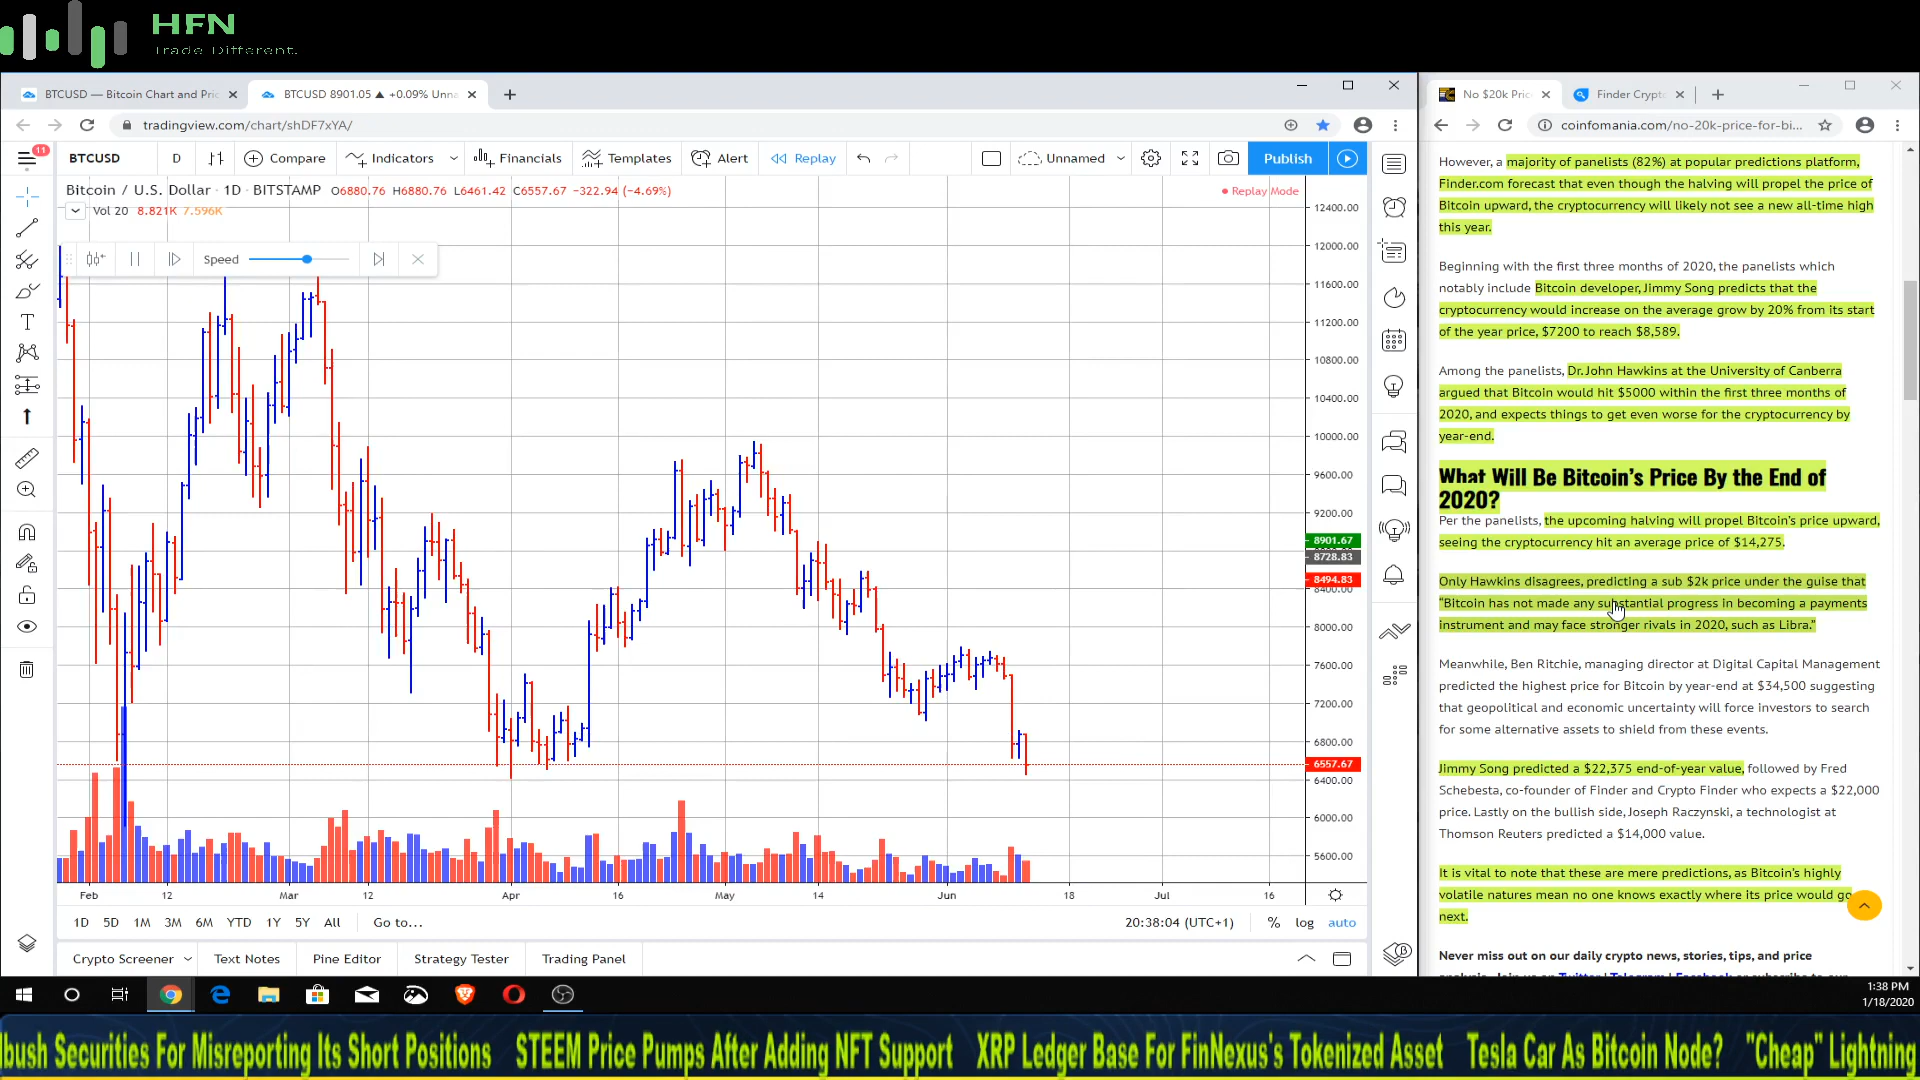 HFN
Trade Different.
BTCUSD — Bitcoin Chart and Pric
BTCUSD 8901.05 ▲ +0.09% Unna
tradingview.com/chart/shDF7xYA/
11
BTCUSD
D
Compare
Indicators
Financials
Templates
Alert
Replay
Unnamed
Publish
Bitcoin / U.S. Dollar · 1D · BITSTAMP O6880.76 H6880.76 L6461.42 C6557.67 −322.94 (−4.69%)
Replay Mode
Vol 20 8.821K 7.596K
Speed
12400.00
12000.00
11600.00
11200.00
10800.00
10400.00
10000.00
9600.00
9200.00
8901.67
8728.83
8494.83
8400.00
8000.00
7600.00
7200.00
6800.00
6557.67
6400.00
6000.00
5600.00
Feb 12 Mar 12 Apr 16 May 14 Jun 18 Jul 16
1D 5D 1M 3M 6M YTD 1Y 5Y All Go to...
20:38:04 (UTC+1) % log auto
Crypto Screener Text Notes Pine Editor Strategy Tester Trading Panel
No $20k Pric
Finder Crypt
coinfomania.com/no-20k-price-for-bi...
However, a majority of panelists (82%) at popular predictions platform,
Finder.com forecast that even though the halving will propel the price of
Bitcoin upward, the cryptocurrency will likely not see a new all-time high
this year.
Beginning with the first three months of 2020, the panelists which
notably include Bitcoin developer, Jimmy Song predicts that the
cryptocurrency would increase on the average grow by 20% from its start
of the year price, $7200 to reach $8,589.
Among the panelists, Dr. John Hawkins at the University of Canberra
argued that Bitcoin would hit $5000 within the first three months of
2020, and expects things to get even worse for the cryptocurrency by
year-end.
What Will Be Bitcoin's Price By the End of
2020?
Per the panelists, the upcoming halving will propel Bitcoin's price upward,
seeing the cryptocurrency hit an average price of $14,275.
Only Hawkins disagrees, predicting a sub $2k price under the guise that
"Bitcoin has not made any substantial progress in becoming a payments
instrument and may face stronger rivals in 2020, such as Libra."
Meanwhile, Ben Ritchie, managing director at Digital Capital Management
predicted the highest price for Bitcoin by year-end at $34,500 suggesting
that geopolitical and economic uncertainty will force investors to search
for some alternative assets to shield from these events.
Jimmy Song predicted a $22,375 end-of-year value, followed by Fred
Schebesta, co-founder of Finder and Crypto Finder who expects a $22,000
price. Lastly on the bullish side, Joseph Raczynski, a technologist at
Thomson Reuters predicted a $14,000 value.
It is vital to note that these are mere predictions, as Bitcoin's highly
volatile natures mean no one knows exactly where its price would go
next.
Never miss out on our daily crypto news, stories, tips, and price
1:38 PM
1/18/2020
lbush Securities For Misreporting Its Short Positions STEEM Price Pumps After Adding NFT Support XRP Ledger Base For FinNexus's Tokenized Asset Tesla Car As Bitcoin Node? "Cheap" Lightning